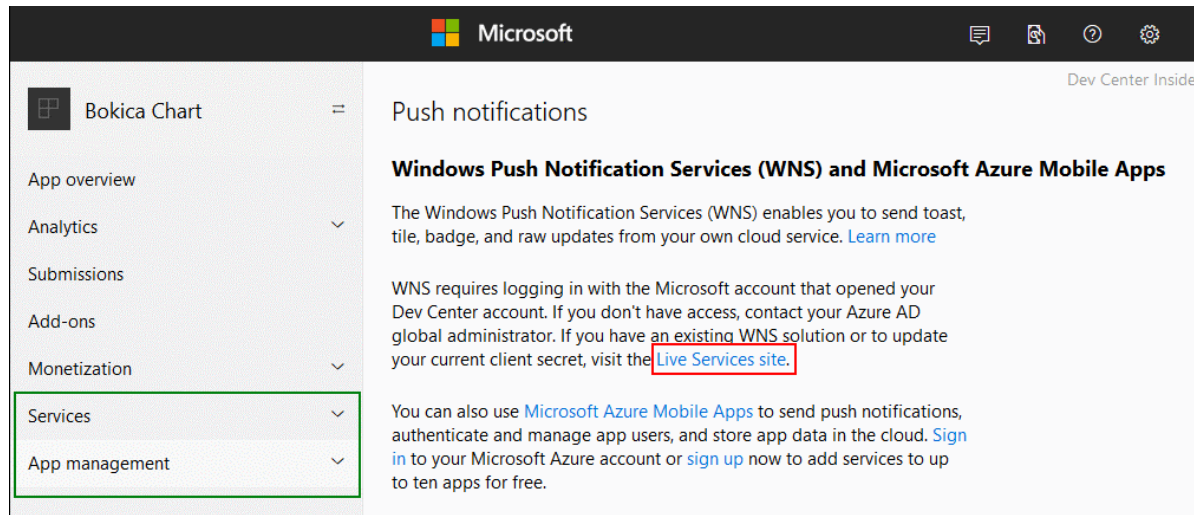 Microsoft
Dev Center Inside
Bokica Chart
App overview
Analytics
Submissions
Add-ons
Monetization
Services
App management
Push notifications
Windows Push Notification Services (WNS) and Microsoft Azure Mobile Apps
The Windows Push Notification Services (WNS) enables you to send toast,
tile, badge, and raw updates from your own cloud service. Learn more
WNS requires logging in with the Microsoft account that opened your
Dev Center account. If you don't have access, contact your Azure AD
global administrator. If you have an existing WNS solution or to update
your current client secret, visit the Live Services site.
You can also use Microsoft Azure Mobile Apps to send push notifications,
authenticate and manage app users, and store app data in the cloud. Sign
in to your Microsoft Azure account or sign up now to add services to up
to ten apps for free.